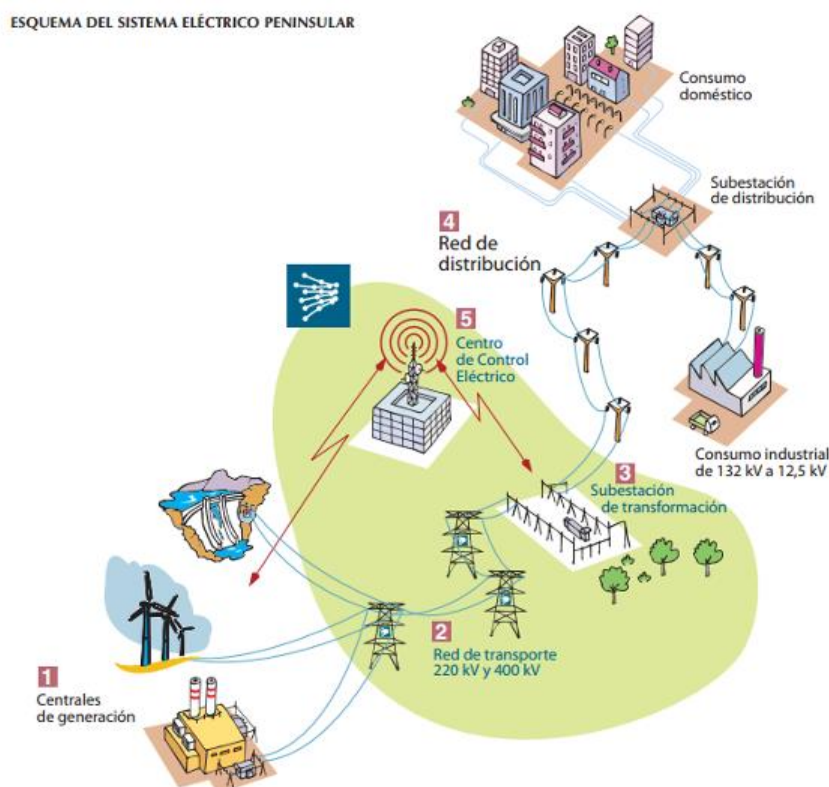 ESQUEMA DEL SISTEMA ELÉCTRICO PENINSULAR
Consumo
doméstico
Subestación
de distribución
4
Red de
distribución
5
Centro
de Control
Eléctrico
Consumo industrial
de 132 kV a 12,5 kV
3
Subestación
de transformación
2
Red de transporte
220 kV y 400 kV
1
Centrales
de generación